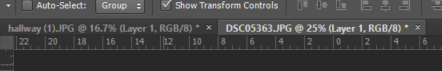 Auto-Select: Group Show Transform Controls
hallway (1).JPG @ 16.7% (Layer 1, RGB/8) * × DSC05363.JPG @ 25% (Layer 1, RGB/8) * ×
22 20 18 16 14 12 10 8 6 4 2 0 2 4 6